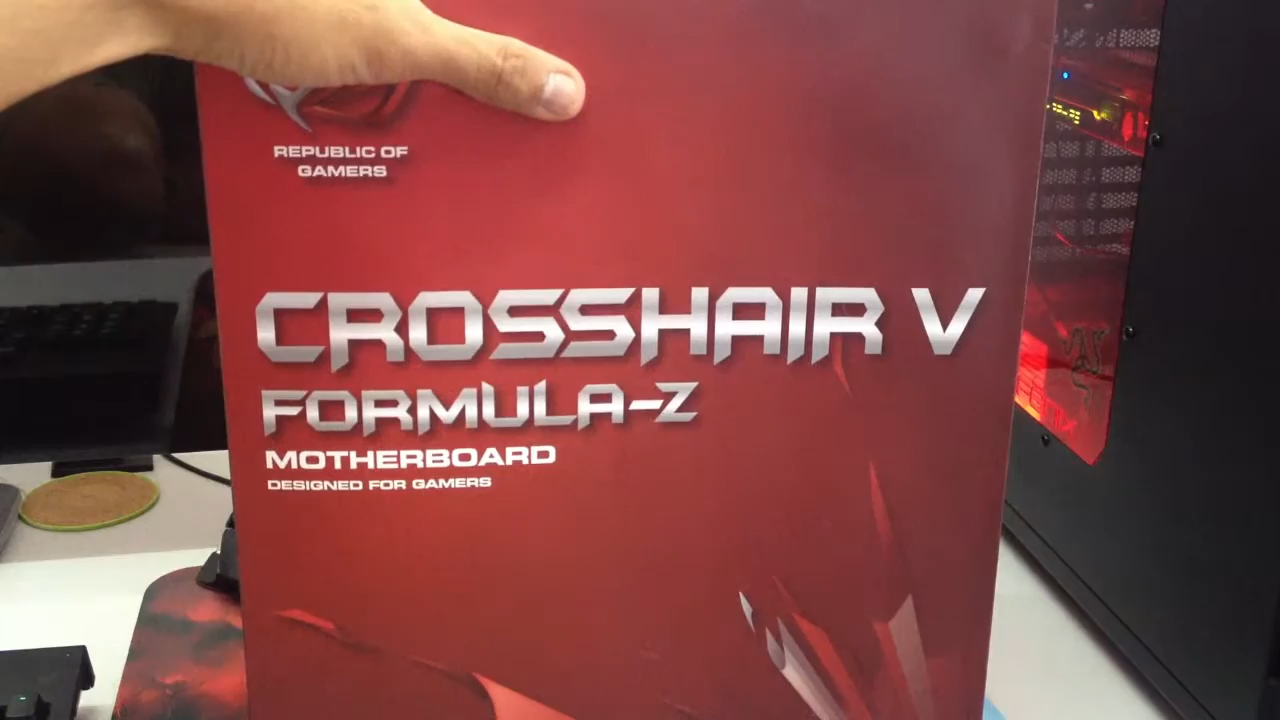 REPUBLIC OF
GAMERS
CROSSHAIR V
FORMULA-Z
MOTHERBOARD
DESIGNED FOR GAMERS